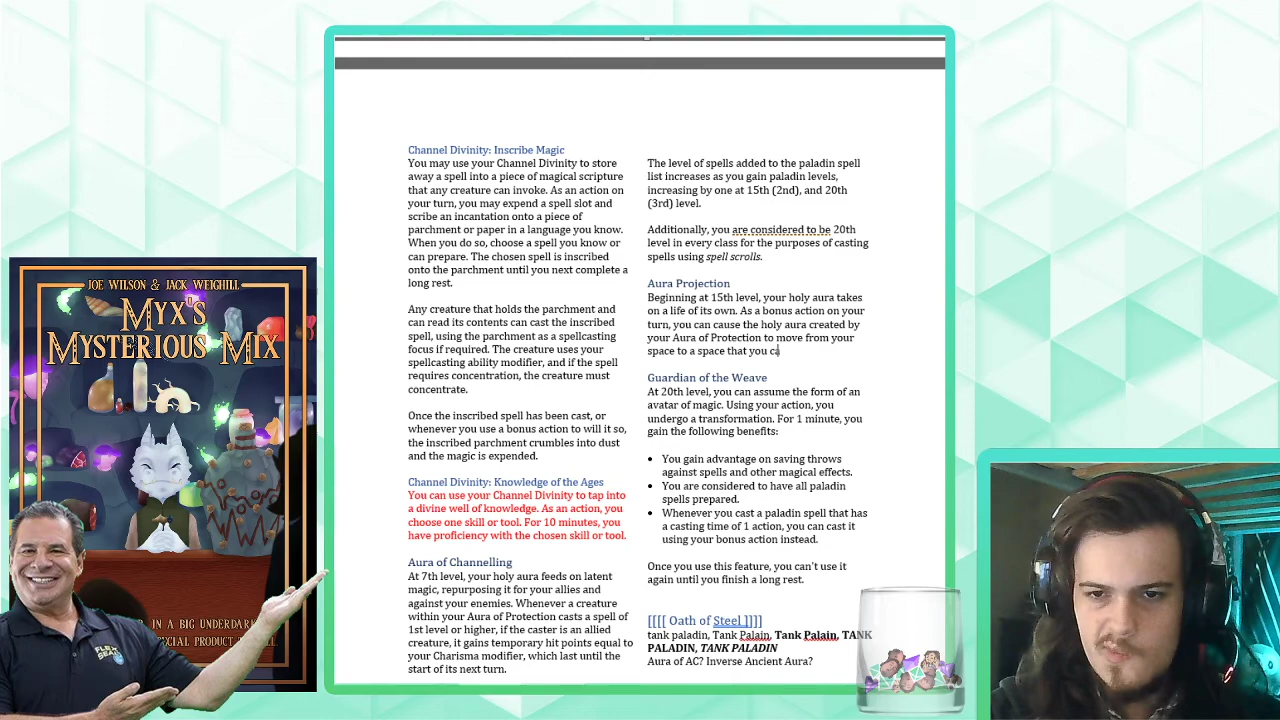 JOE WILSON & JACK WEIGHILL
MYX'S
MYSTERIOUS MIX
IN A BIG UNDERDARK
Channel Divinity: Inscribe Magic
You may use your Channel Divinity to store
away a spell into a piece of magical scripture
that any creature can invoke. As an action on
your turn, you may expend a spell slot and
scribe an incantation onto a piece of
parchment or paper in a language you know.
When you do so, choose a spell you know or
can prepare. The chosen spell is inscribed
onto the parchment until you next complete a
long rest.
Any creature that holds the parchment and
can read its contents can cast the inscribed
spell, using the parchment as a spellcasting
focus if required. The creature uses your
spellcasting ability modifier, and if the spell
requires concentration, the creature must
concentrate.
Once the inscribed spell has been cast, or
whenever you use a bonus action to will it so,
the inscribed parchment crumbles into dust
and the magic is expended.
Channel Divinity: Knowledge of the Ages
You can use your Channel Divinity to tap into
a divine well of knowledge. As an action, you
choose one skill or tool. For 10 minutes, you
have proficiency with the chosen skill or tool.
Aura of Channelling
At 7th level, your holy aura feeds on latent
magic, repurposing it for your allies and
against your enemies. Whenever a creature
within your Aura of Protection casts a spell of
1st level or higher, if the caster is an allied
creature, it gains temporary hit points equal to
your Charisma modifier, which last until the
start of its next turn.
The level of spells added to the paladin spell
list increases as you gain paladin levels,
increasing by one at 15th (2nd), and 20th
(3rd) level.
Additionally, you are considered to be 20th
level in every class for the purposes of casting
spells using spell scrolls.
Aura Projection
Beginning at 15th level, your holy aura takes
on a life of its own. As a bonus action on your
turn, you can cause the holy aura created by
your Aura of Protection to move from your
space to a space that you ca
Guardian of the Weave
At 20th level, you can assume the form of an
avatar of magic. Using your action, you
undergo a transformation. For 1 minute, you
gain the following benefits:
• You gain advantage on saving throws
against spells and other magical effects.
• You are considered to have all paladin
spells prepared.
• Whenever you cast a paladin spell that has
a casting time of 1 action, you can cast it
using your bonus action instead.
Once you use this feature, you can't use it
again until you finish a long rest.
[[[[ Oath of Steel ]]]]
tank paladin, Tank Palain, Tank Palain, TANK
PALADIN, TANK PALADIN
Aura of AC? Inverse Ancient Aura?